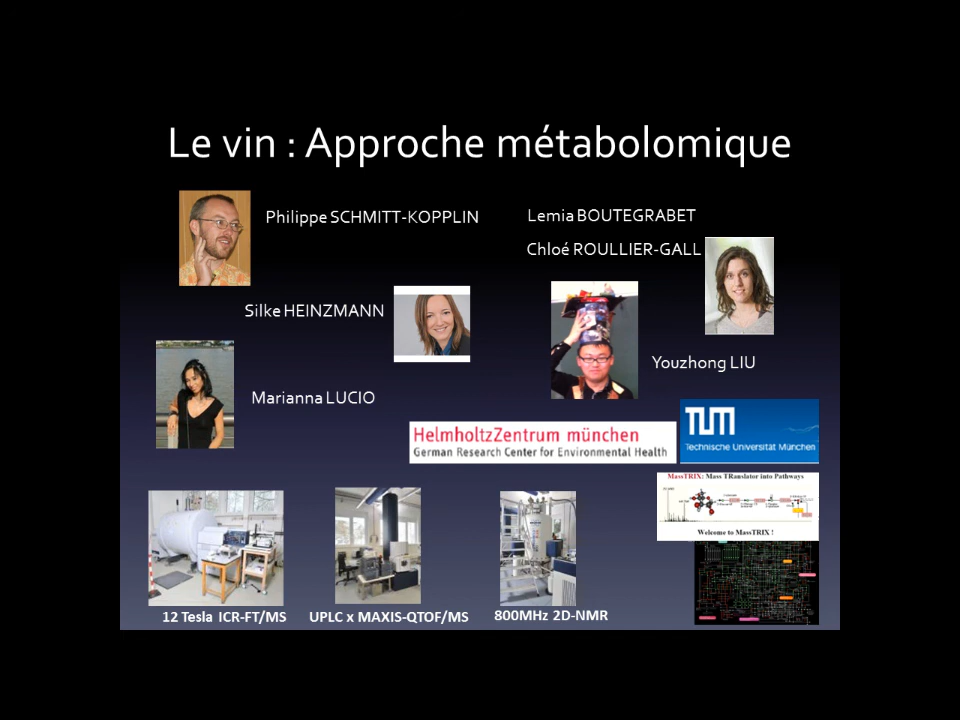 Le vin : Approche métabolomique
Philippe SCHMITT-KOPPLIN
Lemia BOUTEGRABET
Chloé ROULLIER-GALL
Silke HEINZMANN
Youzhong LIU
Marianna LUCIO
HelmholtzZentrum münchen
German Research Center for Environmental Health
TUM
Technische Universität München
MassTRIX: Mass TRanslator into Pathways
Welcome to MassTRIX !
12 Tesla ICR-FT/MS
UPLC x MAXIS-QTOF/MS
800MHz 2D-NMR